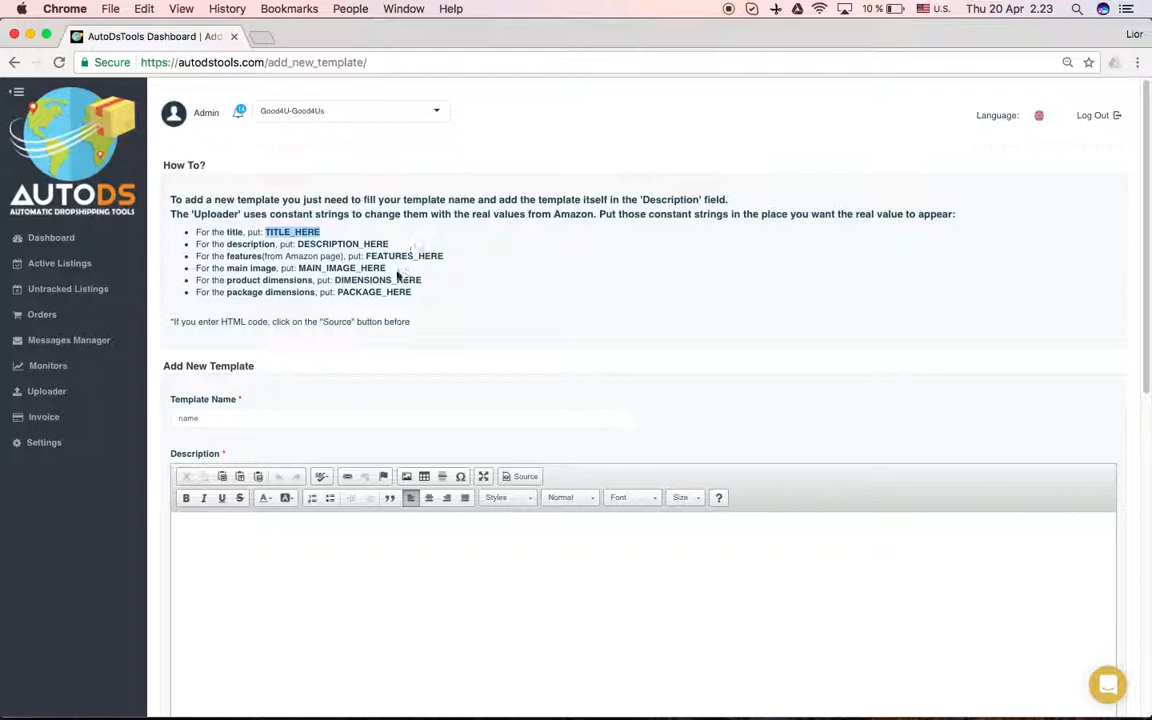 Chrome File Edit View History Bookmarks People Window Help 10 % U.S. Thu 20 Apr 2.23
AutoDsTools Dashboard | Add Lior
Secure https://autodstools.com/add_new_template/
Admin 14 Good4U-Good4Us Language: Log Out
AUTODS
AUTOMATIC DROPSHIPPING TOOLS
Dashboard
Active Listings
Untracked Listings
Orders
Messages Manager
Monitors
Uploader
Invoice
Settings
How To?
To add a new template you just need to fill your template name and add the template itself in the 'Description' field.
The 'Uploader' uses constant strings to change them with the real values from Amazon. Put those constant strings in the place you want the real value to appear:
For the title, put: TITLE_HERE
For the description, put: DESCRIPTION_HERE
For the features(from Amazon page), put: FEATURES_HERE
For the main image, put: MAIN_IMAGE_HERE
For the product dimensions, put: DIMENSIONS_HERE
For the package dimensions, put: PACKAGE_HERE
*If you enter HTML code, click on the "Source" button before
Add New Template
Template Name *
name
Description *
Source
B I U S A A Styles Normal Font Size ?